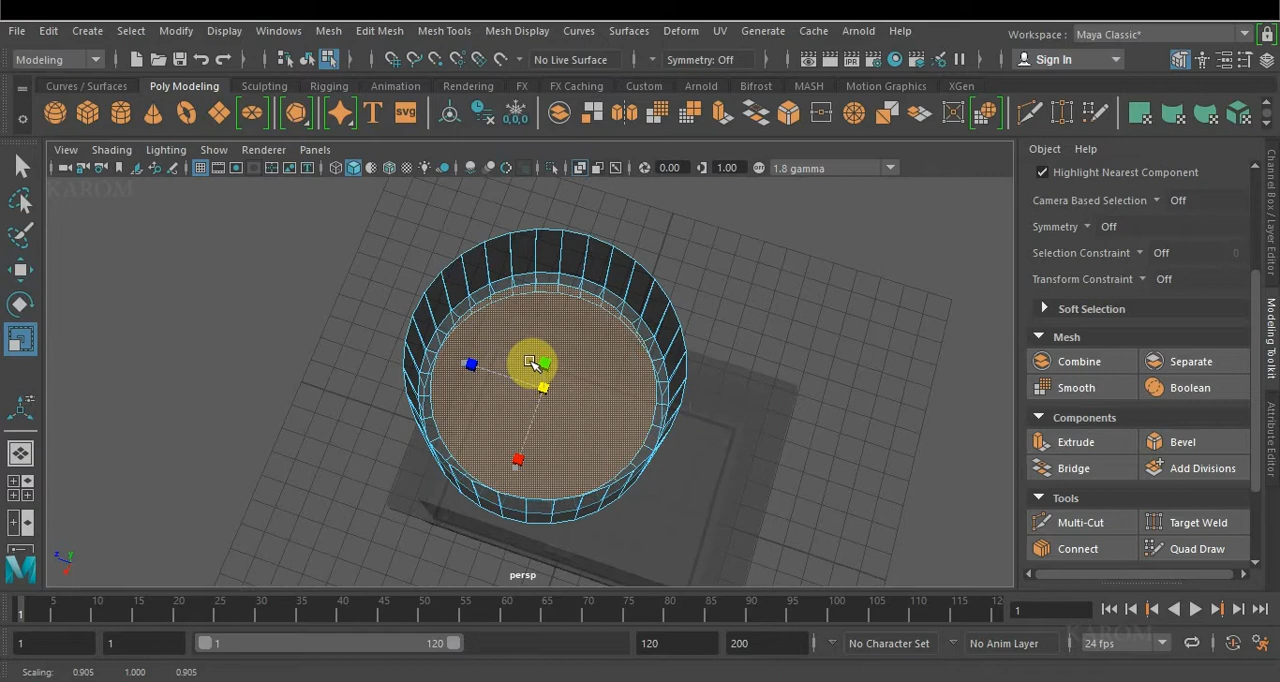 File Edit Create Select Modify Display Windows Mesh Edit Mesh Mesh Tools Mesh Display Curves Surfaces Deform UV Generate Cache Arnold Help Workspace: Maya Classic*
Modeling No Live Surface Symmetry: Off Sign In
Curves / Surfaces Poly Modeling Sculpting Rigging Animation Rendering FX FX Caching Custom Arnold Bifrost MASH Motion Graphics XGen
T SVG 0,0,0
View Shading Lighting Show Renderer Panels Object Help
0.00 1.00 1.8 gamma
KAROM
Highlight Nearest Component
Camera Based Selection Off
Symmetry Off
Selection Constraint Off 0
Transform Constraint Off
Soft Selection
Mesh
Combine Separate
Smooth Boolean
Components
Extrude Bevel
Bridge Add Divisions
Tools
Multi-Cut Target Weld
Connect Quad Draw
Channel Box / Layer Editor
Modeling Toolkit
Attribute Editor
persp
1 5 10 15 20 25 30 35 40 45 50 55 60 65 70 75 80 85 90 95 100 105 110 115 12 1
1 1 1 120 120 200 No Character Set No Anim Layer 24 fps
KAROM
Scaling: 0.905 1.000 0.905